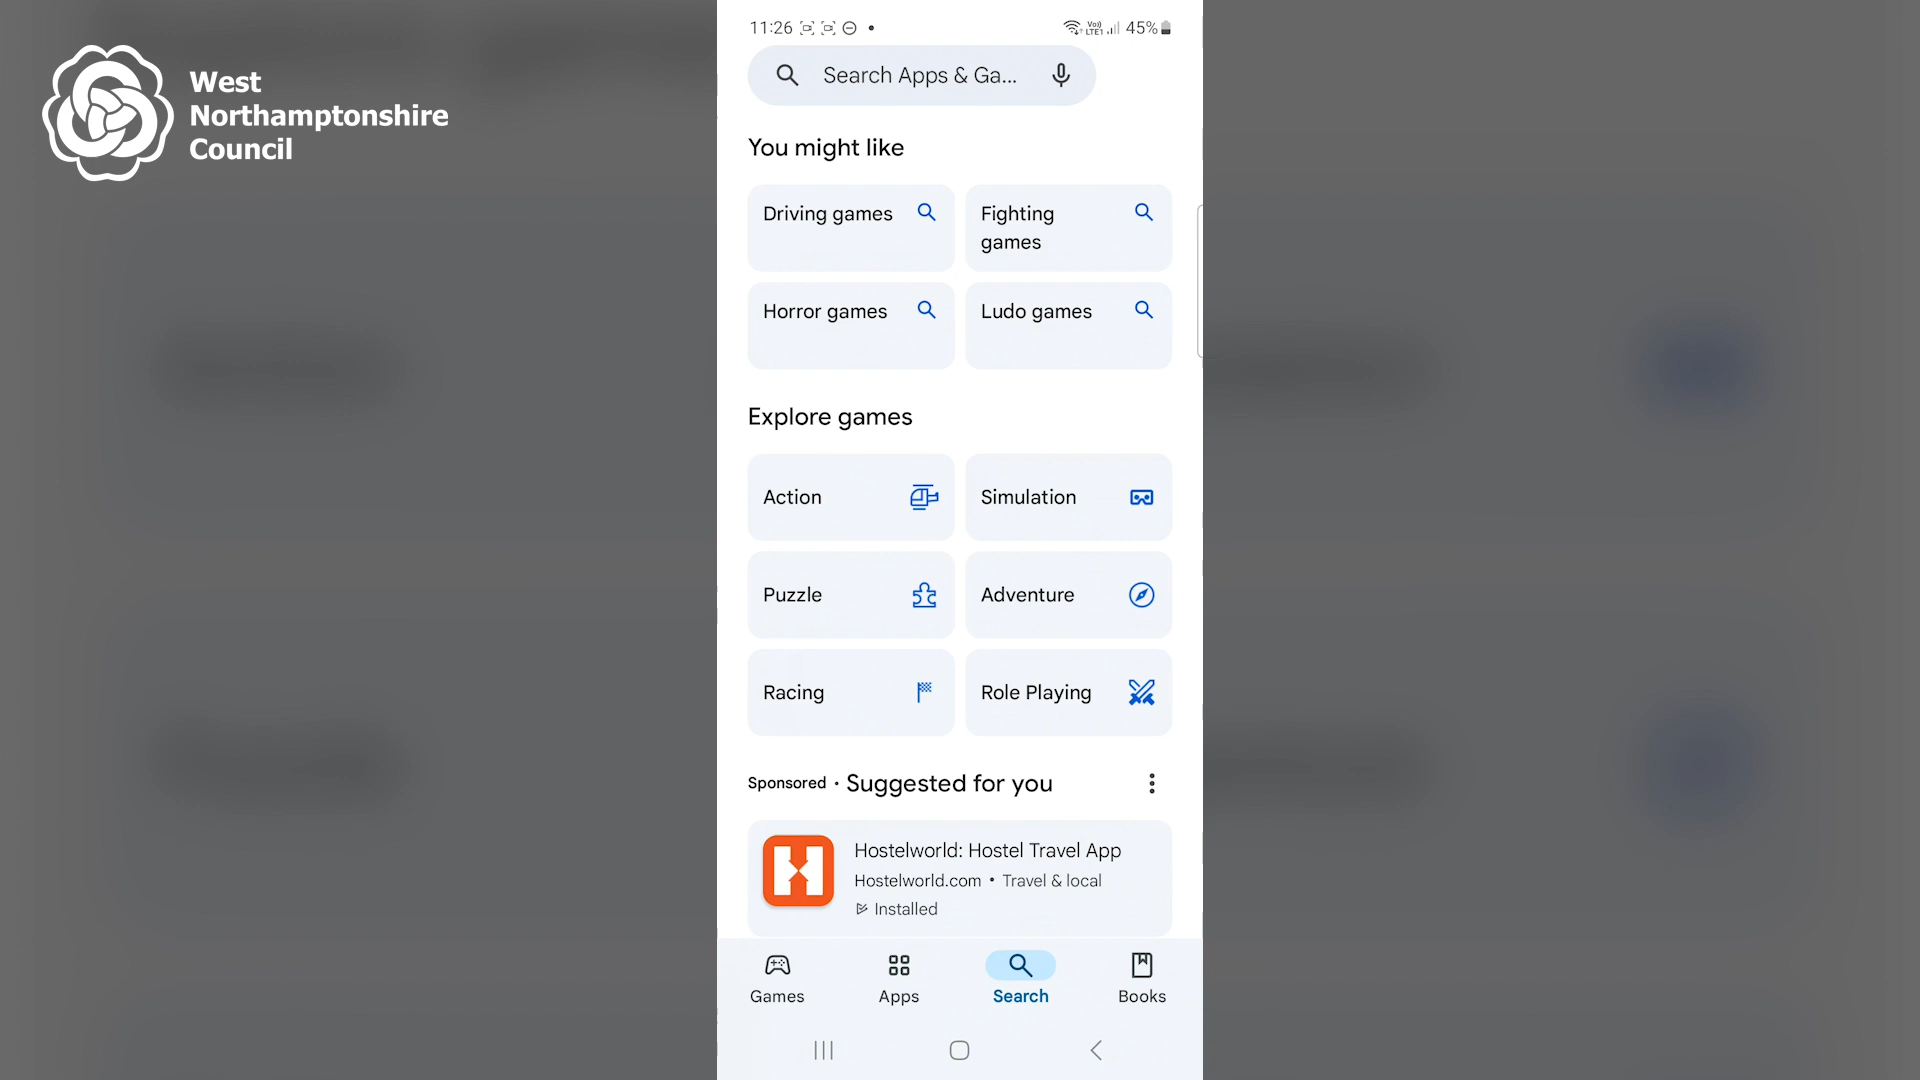 West
Northamptonshire
Council
11:26
Vo))
LTE1
45%
Search Apps & Ga...
You might like
Driving games
Fighting
games
Horror games
Ludo games
Explore games
Action
Simulation
Puzzle
Adventure
Racing
Role Playing
Sponsored · Suggested for you
Hostelworld: Hostel Travel App
Hostelworld.com • Travel & local
Installed
Games
Apps
Search
Books